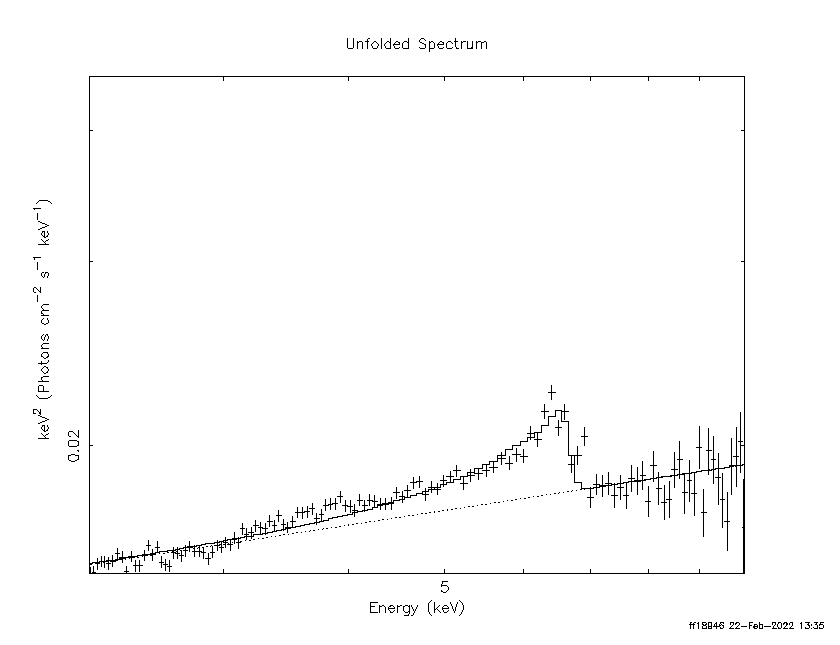 Unfolded Spectrum
keV² (Photons cm⁻² s⁻¹ keV⁻¹)
0.02
5
Energy (keV)
ff18946 22-Feb-2022 13:35